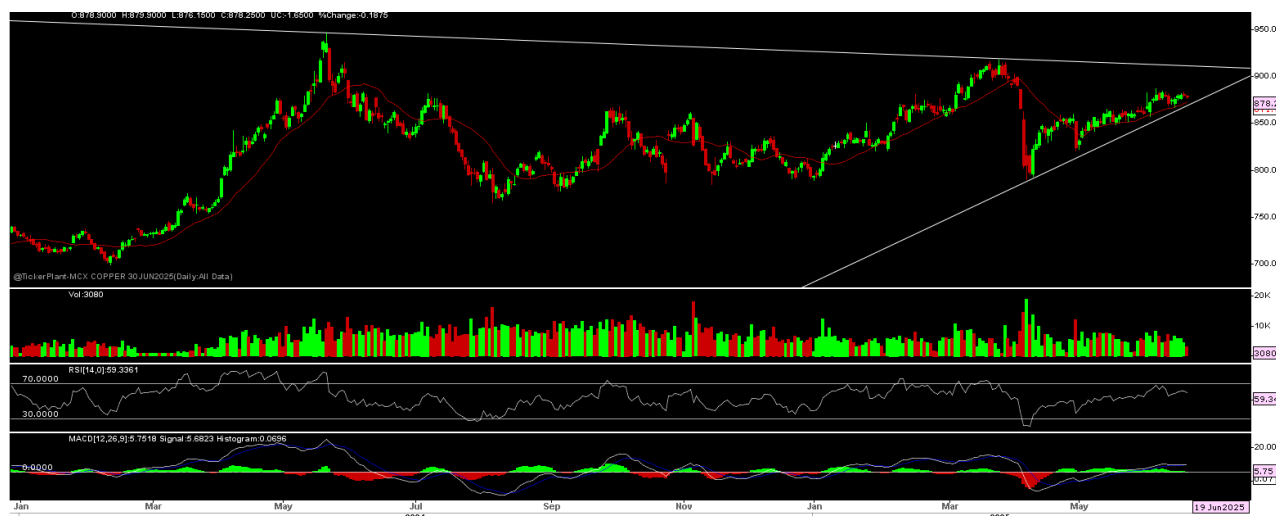 O:878.9000 H:879.9000 L:876.1500 C:878.2500 UC:-1.6500 %Change:-0.1875
950.0
900.0
878.2
850.0
800.0
750.0
700.0
@TickerPlant-MCX COPPER 30JUN2025(Daily:All Data)
Vol:3080
20K
10K
3080
RSI[14,0]:59.3361
70.0000
59.34
30.0000
MACD[12,26,9]:5.7518 Signal:5.6823 Histogram:0.0696
20.00
0.0000
5.75
0.07
Jan Mar May Jul Sep Nov Jan Mar May 19 Jun2025